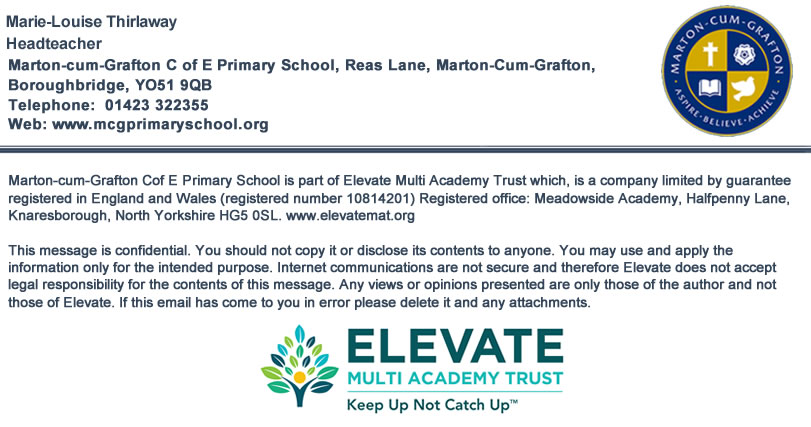 Marie-Louise Thirlaway
Headteacher
Marton-cum-Grafton C of E Primary School, Reas Lane, Marton-Cum-Grafton,
Boroughbridge, YO51 9QB
Telephone:  01423 322355
Web: www.mcgprimaryschool.org
MARTON-CUM-GRAFTON
ASPIRE-BELIEVE-ACHIEVE
Marton-cum-Grafton Cof E Primary School is part of Elevate Multi Academy Trust which, is a company limited by guarantee
registered in England and Wales (registered number 10814201) Registered office: Meadowside Academy, Halfpenny Lane,
Knaresborough, North Yorkshire HG5 0SL. www.elevatemat.org
This message is confidential. You should not copy it or disclose its contents to anyone. You may use and apply the
information only for the intended purpose. Internet communications are not secure and therefore Elevate does not accept
legal responsibility for the contents of this message. Any views or opinions presented are only those of the author and not
those of Elevate. If this email has come to you in error please delete it and any attachments.
ELEVATE
MULTI ACADEMY TRUST
Keep Up Not Catch Up™